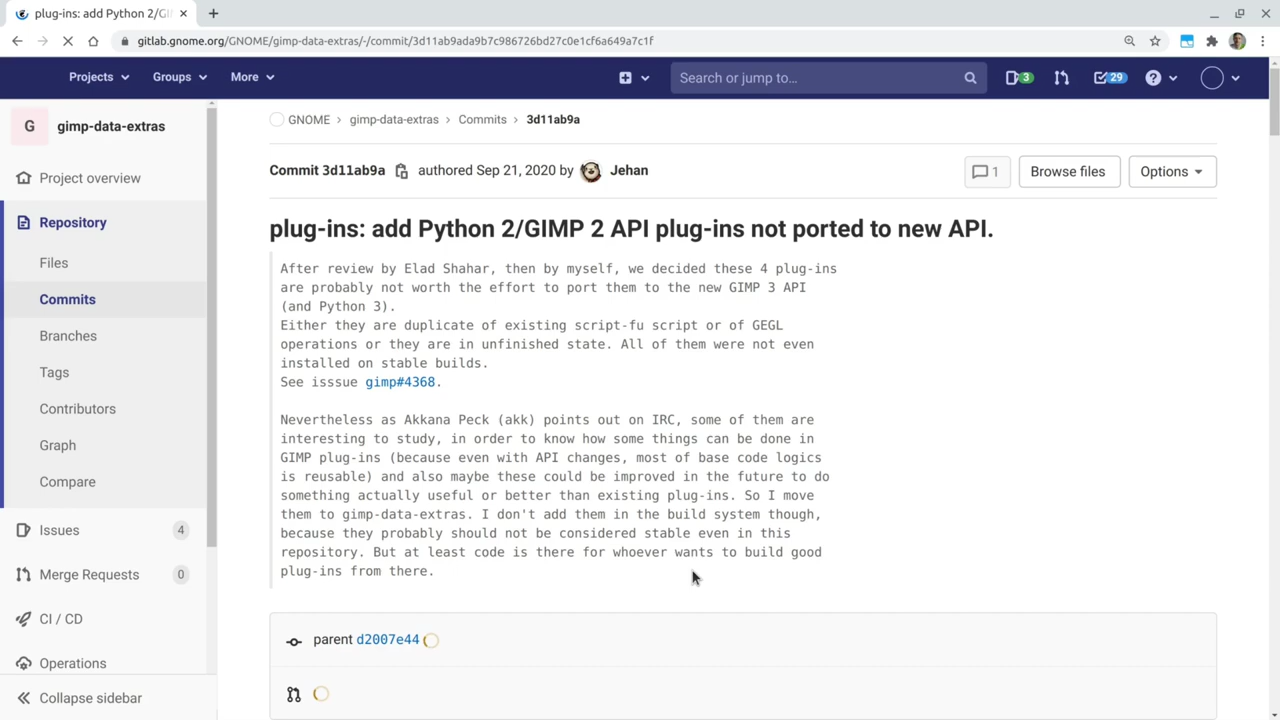 plug-ins: add Python 2/GI
gitlab.gnome.org/GNOME/gimp-data-extras/-/commit/3d11ab9ada9b7c986726bd27c0e1cf6a649a7c1f
Projects Groups More Search or jump to... 3 29
G gimp-data-extras
Project overview
Repository
Files
Commits
Branches
Tags
Contributors
Graph
Compare
Issues 4
Merge Requests 0
CI / CD
Operations
Collapse sidebar
GNOME > gimp-data-extras > Commits > 3d11ab9a
Commit 3d11ab9a authored Sep 21, 2020 by Jehan 1 Browse files Options
plug-ins: add Python 2/GIMP 2 API plug-ins not ported to new API.
After review by Elad Shahar, then by myself, we decided these 4 plug-ins
are probably not worth the effort to port them to the new GIMP 3 API
(and Python 3).
Either they are duplicate of existing script-fu script or of GEGL
operations or they are in unfinished state. All of them were not even
installed on stable builds.
See isssue gimp#4368.
Nevertheless as Akkana Peck (akk) points out on IRC, some of them are
interesting to study, in order to know how some things can be done in
GIMP plug-ins (because even with API changes, most of base code logics
is reusable) and also maybe these could be improved in the future to do
something actually useful or better than existing plug-ins. So I move
them to gimp-data-extras. I don't add them in the build system though,
because they probably should not be considered stable even in this
repository. But at least code is there for whoever wants to build good
plug-ins from there.
parent d2007e44